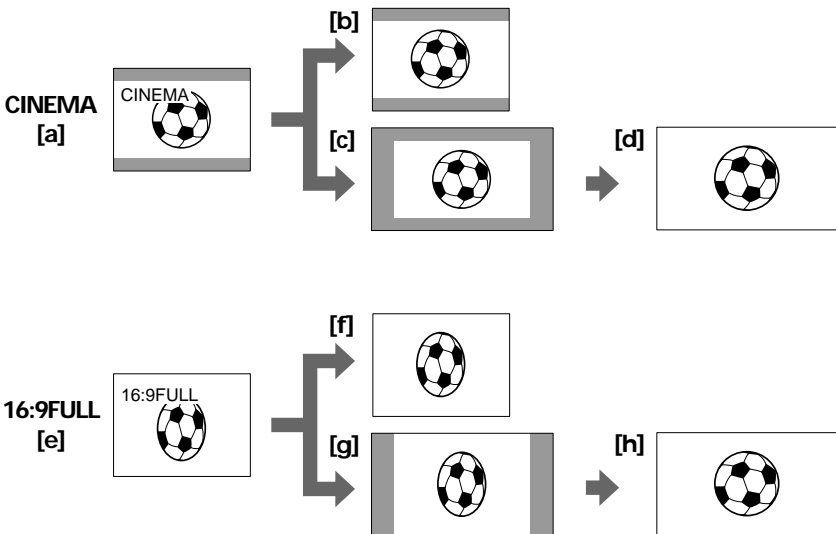 [b]
CINEMA
[a]
CINEMA
[c]
[d]
[f]
16:9FULL
[e]
16:9FULL
[g]
[h]